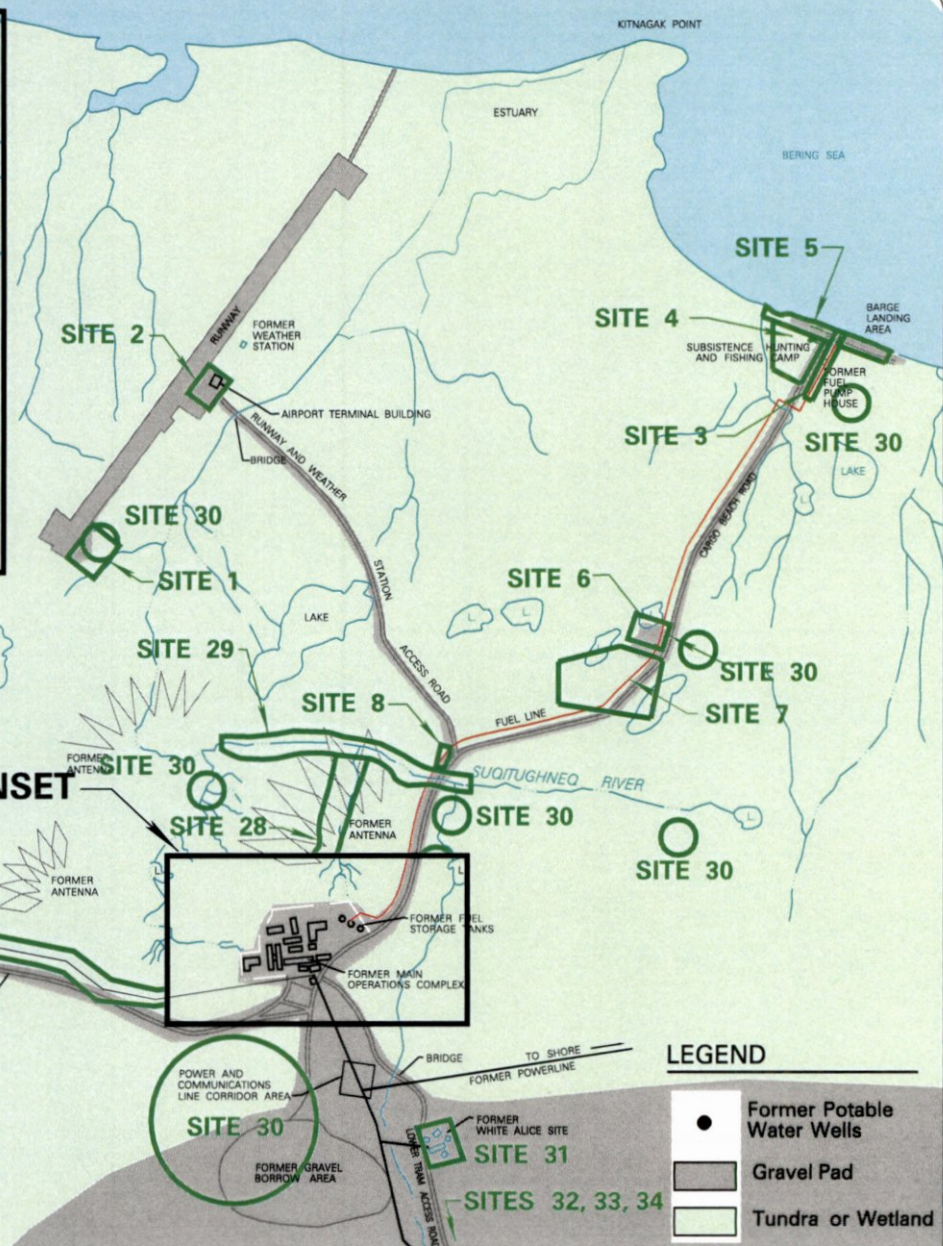 KITNAGAK POINT
ESTUARY
BERING SEA
SITE 5
SITE 4
BARGE
LANDING
AREA
SUBSISTENCE HUNTING
AND FISHING CAMP
SITE 2
RUNWAY
FORMER
WEATHER
STATION
FORMER
FUEL
PUMP
HOUSE
AIRPORT TERMINAL BUILDING
SITE 3
SITE 30
BRIDGE
RUNWAY AND WEATHER
STATION
ACCESS ROAD
LAKE
CARGO BEACH ROAD
SITE 30
SITE 1
SITE 6
L
L
L
LAKE
SITE 29
SITE 30
SITE 8
SITE 7
FUEL LINE
FORMER
ANTENNA
SITE 30
SUQITUGHNEQ RIVER
NSET
L
SITE 28
FORMER
ANTENNA
SITE 30
SITE 30
FORMER
ANTENNA
L
L
FORMER FUEL
STORAGE TANKS
FORMER MAIN
OPERATIONS COMPLEX
BRIDGE
TO SHORE
FORMER POWERLINE
POWER AND
COMMUNICATIONS
LINE CORRIDOR AREA
SITE 30
FORMER
WHITE ALICE SITE
SITE 31
FORMER GRAVEL
BORROW AREA
LOWER TRAM ACCESS ROAD
SITES 32, 33, 34
LEGEND
Former Potable
Water Wells
Gravel Pad
Tundra or Wetland